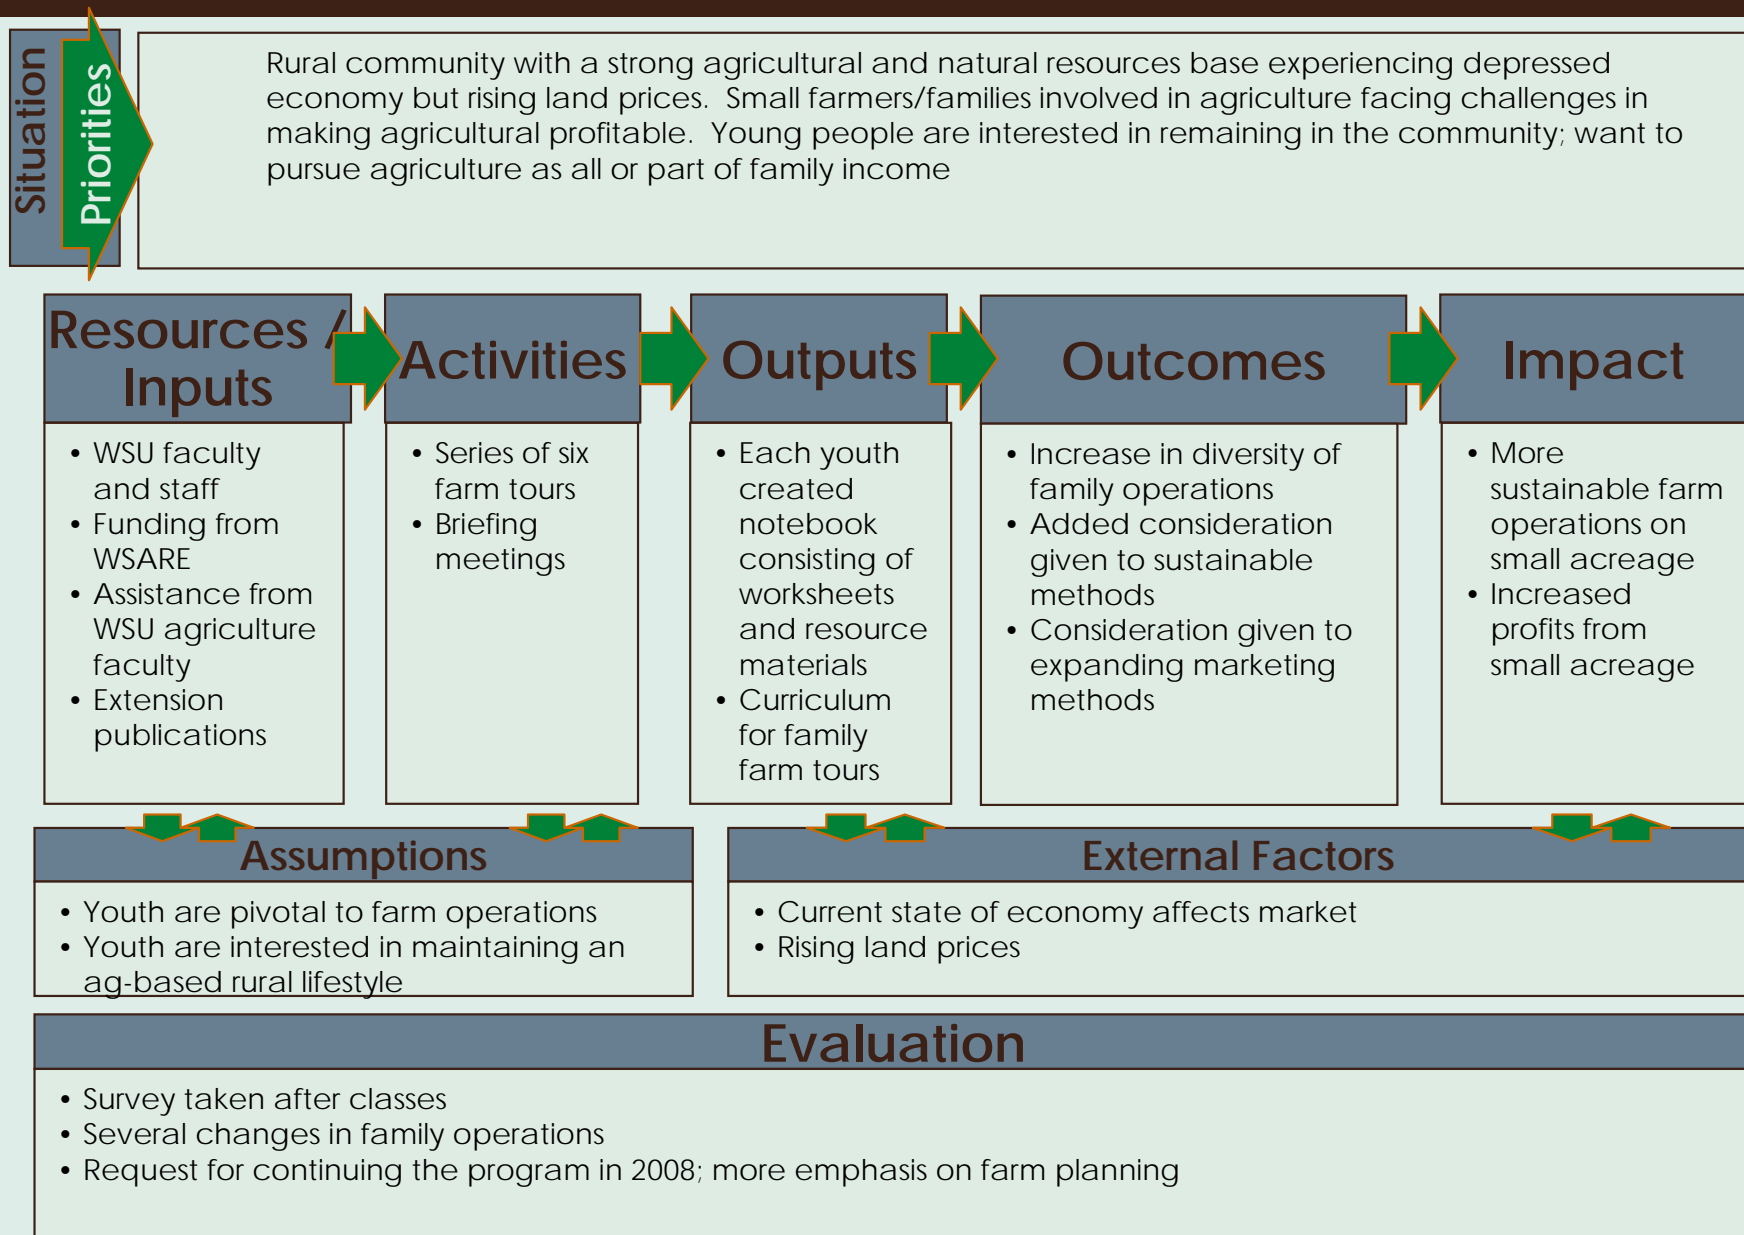 Situation
Priorities
Rural community with a strong agricultural and natural resources base experiencing depressed
economy but rising land prices.  Small farmers/families involved in agriculture facing challenges in
making agricultural profitable.  Young people are interested in remaining in the community; want to
pursue agriculture as all or part of family income
Resources /
Inputs
• WSU faculty
and staff
• Funding from
WSARE
• Assistance from
WSU agriculture
faculty
• Extension
publications
Activities
• Series of six
farm tours
• Briefing
meetings
Outputs
• Each youth
created
notebook
consisting of
worksheets
and resource
materials
• Curriculum
for family
farm tours
Outcomes
• Increase in diversity of
family operations
• Added consideration
given to sustainable
methods
• Consideration given to
expanding marketing
methods
Impact
• More
sustainable farm
operations on
small acreage
• Increased
profits from
small acreage
Assumptions
• Youth are pivotal to farm operations
• Youth are interested in maintaining an
ag-based rural lifestyle
External Factors
• Current state of economy affects market
• Rising land prices
Evaluation
• Survey taken after classes
• Several changes in family operations
• Request for continuing the program in 2008; more emphasis on farm planning